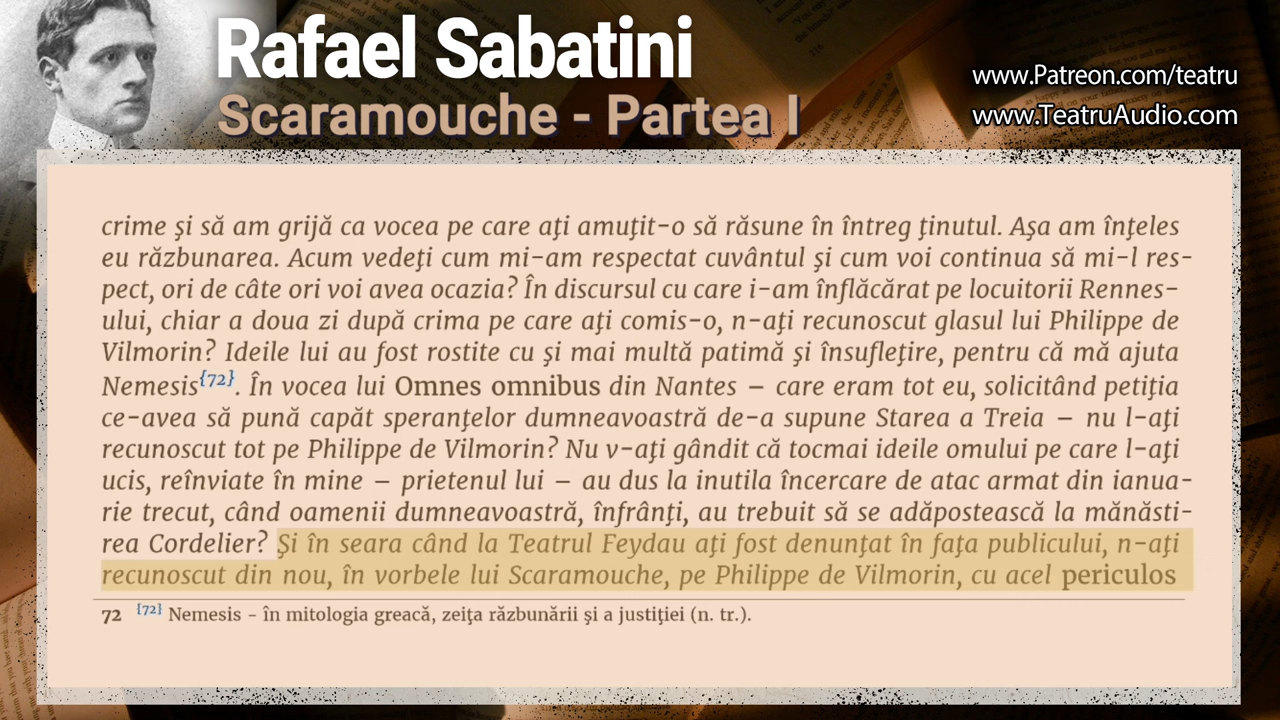 Rafael Sabatini
Scaramouche - Partea I
www.Patreon.com/teatru
www.TeatruAudio.com
crime şi să am grijă ca vocea pe care aţi amuţit-o să răsune în întreg ţinutul. Aşa am înţeles
eu răzbunarea. Acum vedeţi cum mi-am respectat cuvântul şi cum voi continua să mi-l res-
pect, ori de câte ori voi avea ocazia? În discursul cu care i-am înflăcărat pe locuitorii Rennes-
ului, chiar a doua zi după crima pe care aţi comis-o, n-aţi recunoscut glasul lui Philippe de
Vilmorin? Ideile lui au fost rostite cu şi mai multă patimă şi însufleţire, pentru că mă ajuta
Nemesis{72}. În vocea lui Omnes omnibus din Nantes – care eram tot eu, solicitând petiţia
ce-avea să pună capăt speranţelor dumneavoastră de-a supune Starea a Treia – nu l-aţi
recunoscut tot pe Philippe de Vilmorin? Nu v-aţi gândit că tocmai ideile omului pe care l-aţi
ucis, reînviate în mine – prietenul lui – au dus la inutila încercare de atac armat din ianua-
rie trecut, când oamenii dumneavoastră, înfrânţi, au trebuit să se adăpostească la mănăsti-
rea Cordelier? Şi în seara când la Teatrul Feydau aţi fost denunţat în faţa publicului, n-aţi
recunoscut din nou, în vorbele lui Scaramouche, pe Philippe de Vilmorin, cu acel periculos
72 {72} Nemesis - în mitologia greacă, zeiţa răzbunării şi a justiţiei (n. tr.).